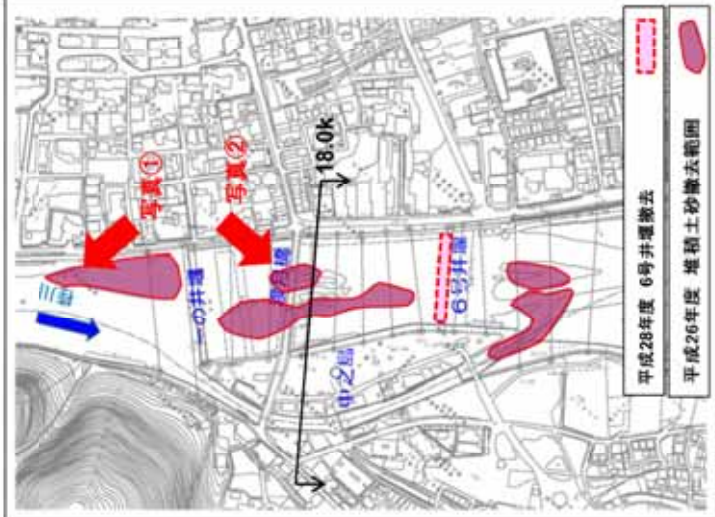 写真①
写真②
18.0k
一の井堰
6号井堰
中之島
平成28年度 6号井堰撤去
平成26年度 堆積土砂撤去範囲